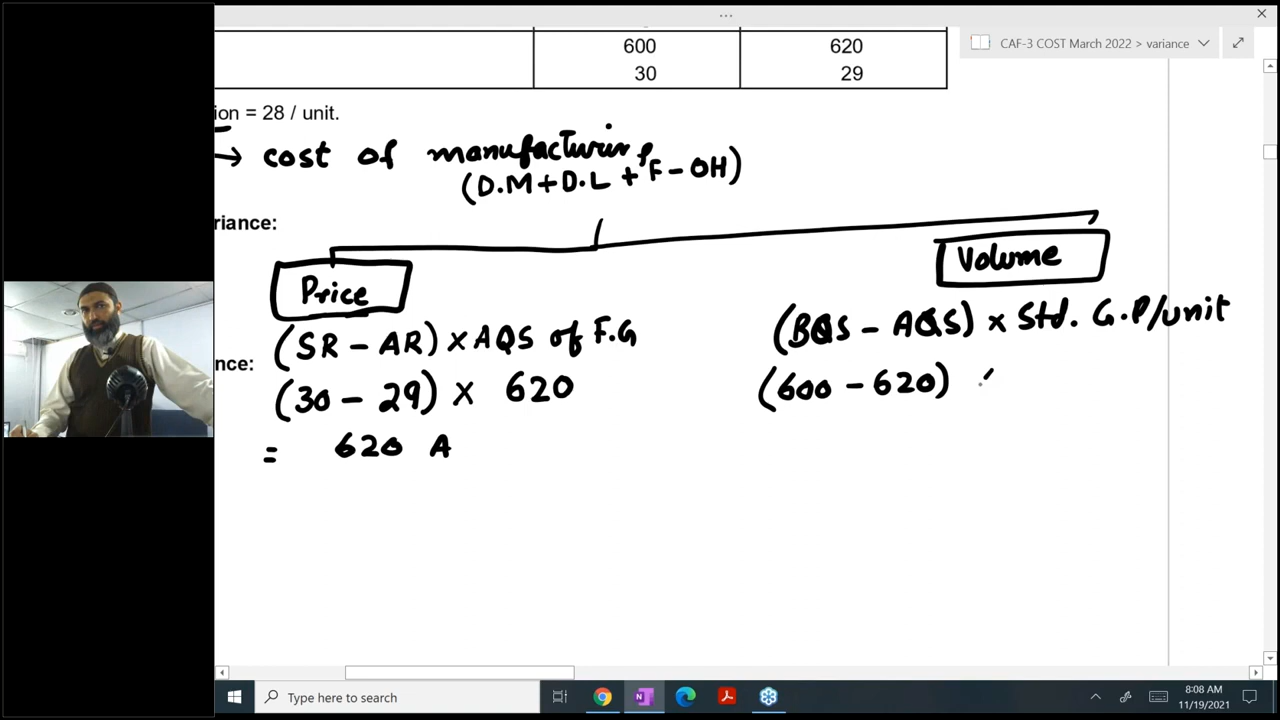 CAF-3 COST March 2022 > variance
600 620
30 29
ion = 28 / unit.
→ cost of manufacturing
(D.M + D.L + F-OH)
ariance:
Price Volume
(SR - AR) × AQS of F.G (BQS - AQS) × Std. G.P/unit
ance:
(30 - 29) × 620 (600 - 620)
= 620 A
Type here to search
8:08 AM
11/19/2021